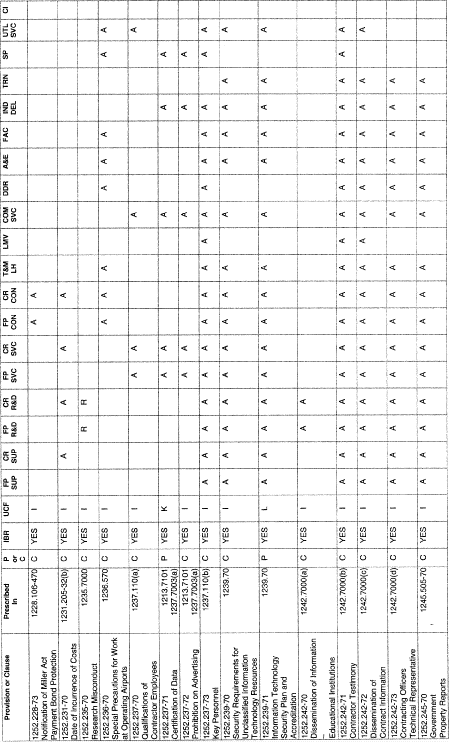 Provision or Clause Prescribed in P or C IBR UCF FP SUP CR SUP FP R&D CR R&D FP SVC CR SVC FP CON CR CON T&M LH LMV COM SVC DDR A&E FAC IND DEL TRN SP UTL SVC CI
1252.228-73 1228.106-470 C YES I A A
Notification of Miller Act
Payment Bond Protection
1252.231-70 1231.205-32(b) C YES I A A A A
Date of Incurrence of Costs
1252.235-70 1235.7000 C YES I R R
Research Misconduct
1252.236-70 1236.570 C YES I A A A A A A A
Special Precautions for Work
at Operating Airports
1252.237-70 1237.110(a) C YES I A A A A
Qualifications of
Contractor Employees
1252.237-71 1213.7101 P YES K A A A A A
Certification of Data 1237.7003(a)
1252.237-72 1213.7101 C YES I A A A A A
Prohibition on Advertising 1237.7003(a)
1252.237-73 1237.110(b) C YES I A A A A A A A A A A A A A A A A A A
Key Personnel
1252.239-70 1239.70 C YES I A A A A A A A A A A A A A A A
Security Requirements for
Unclassified Information
Technology Resources
1252.239-71 1239.70 P YES L A A A A A A A A A A A A A A A
Information Technology
Security Plan and
Accreditation
1252.242-70 1242.7000(a) C YES I A A
Dissemination of Information
Educational Institutions
1252.242-71 1242.7000(b) C YES I A A A A A A A A A A A A A A A A A A
Contractor Testimony
1252.242-72 1242.7000(c) C YES I A A A A A A A A A A A A A A A A A
Dissemination of
Contract Information
1252.242-73 1242.7000(d) C YES I A A A A A A A A A A A A A A A
Contracting Officers
Technical Representative
1252.245-70 1245.505-70 C YES I A A A A A A A A A A A A A A A
Government
Property Reports